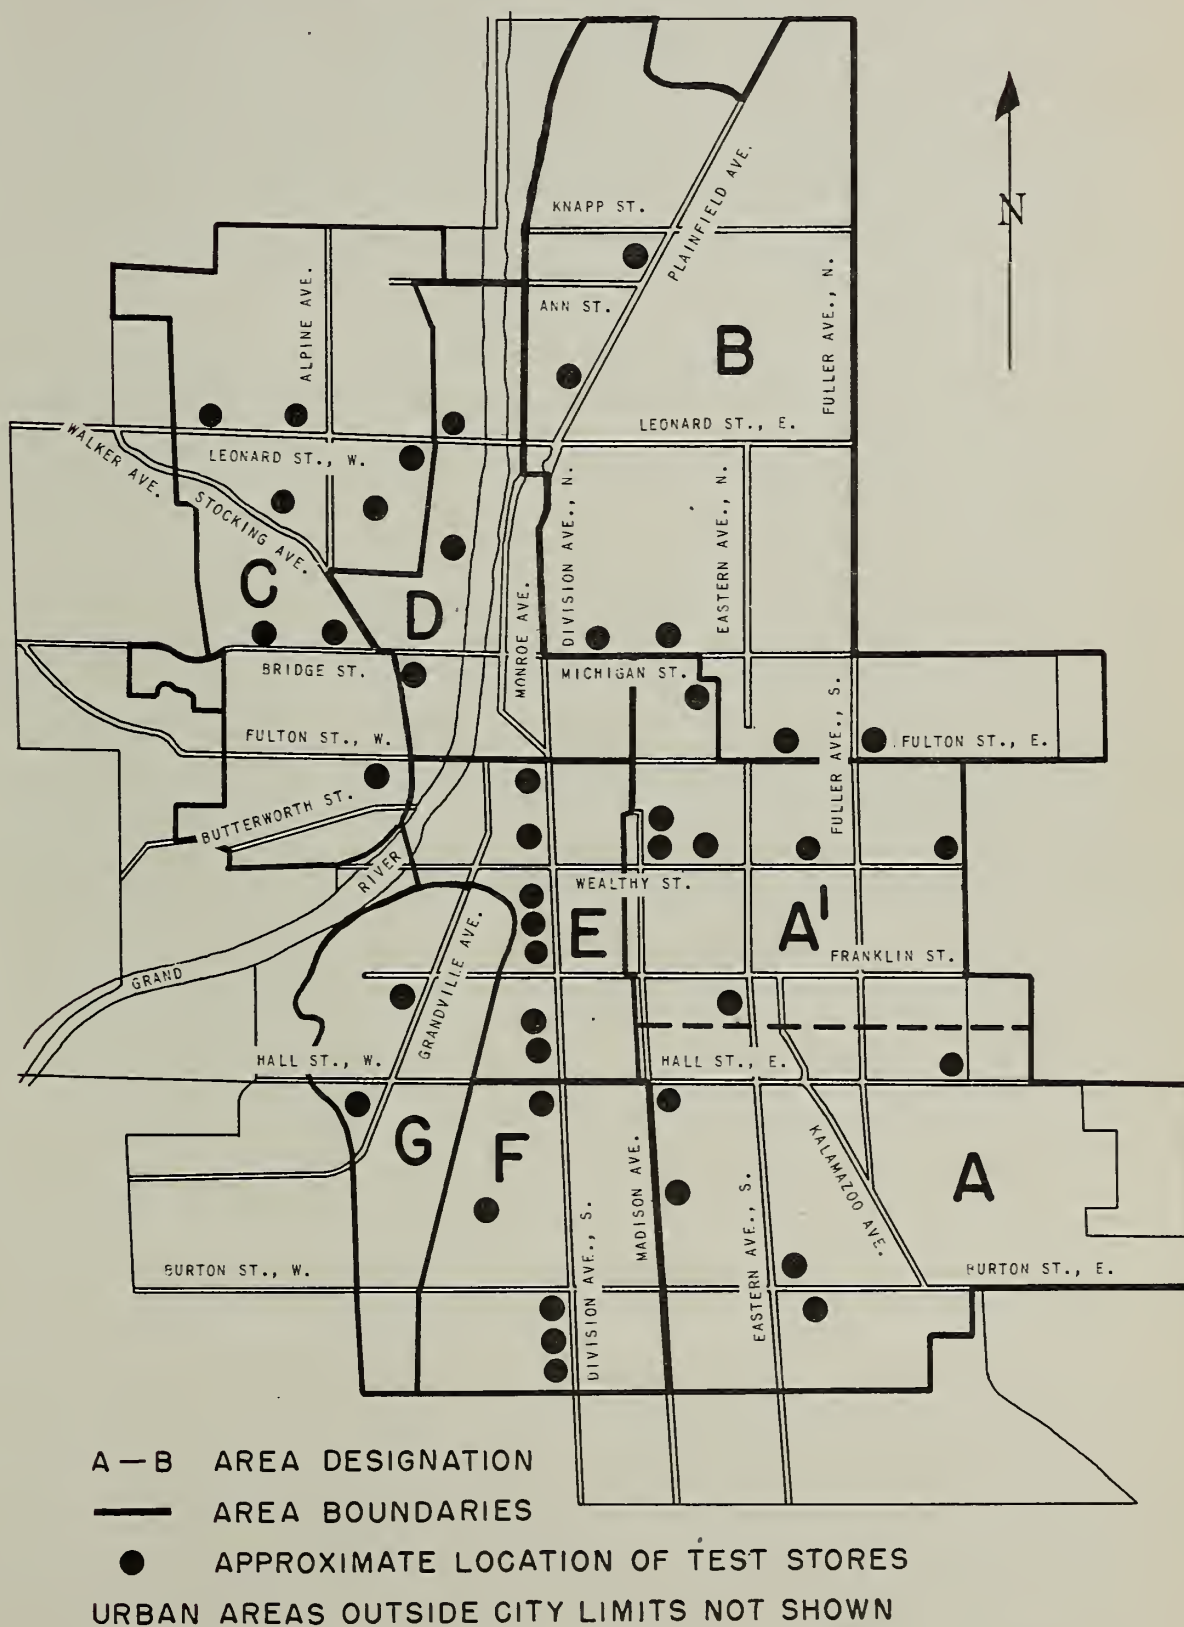 N
KNAPP ST.
PLAINFIELD AVE.
ALPINE AVE.
ANN ST.
FULLER AVE., N.
B
LEONARD ST., E.
WALKER AVE.
LEONARD ST., W.
STOCKING AVE.
DIVISION AVE., N.
EASTERN AVE., N.
C
D
MONROE AVE.
BRIDGE ST.
MICHIGAN ST.
FULLER AVE., S.
FULTON ST., W.
FULTON ST., E.
BUTTERWORTH ST.
RIVER
WEALTHY ST.
E
A'
GRAND
GRANDVILLE AVE.
FRANKLIN ST.
HALL ST., W.
HALL ST., E.
G
F
MADISON AVE.
KALAMAZOO AVE.
A
BURTON ST., W.
DIVISION AVE., S.
EASTERN AVE., S.
BURTON ST., E.
A—B AREA DESIGNATION
AREA BOUNDARIES
APPROXIMATE LOCATION OF TEST STORES
URBAN AREAS OUTSIDE CITY LIMITS NOT SHOWN